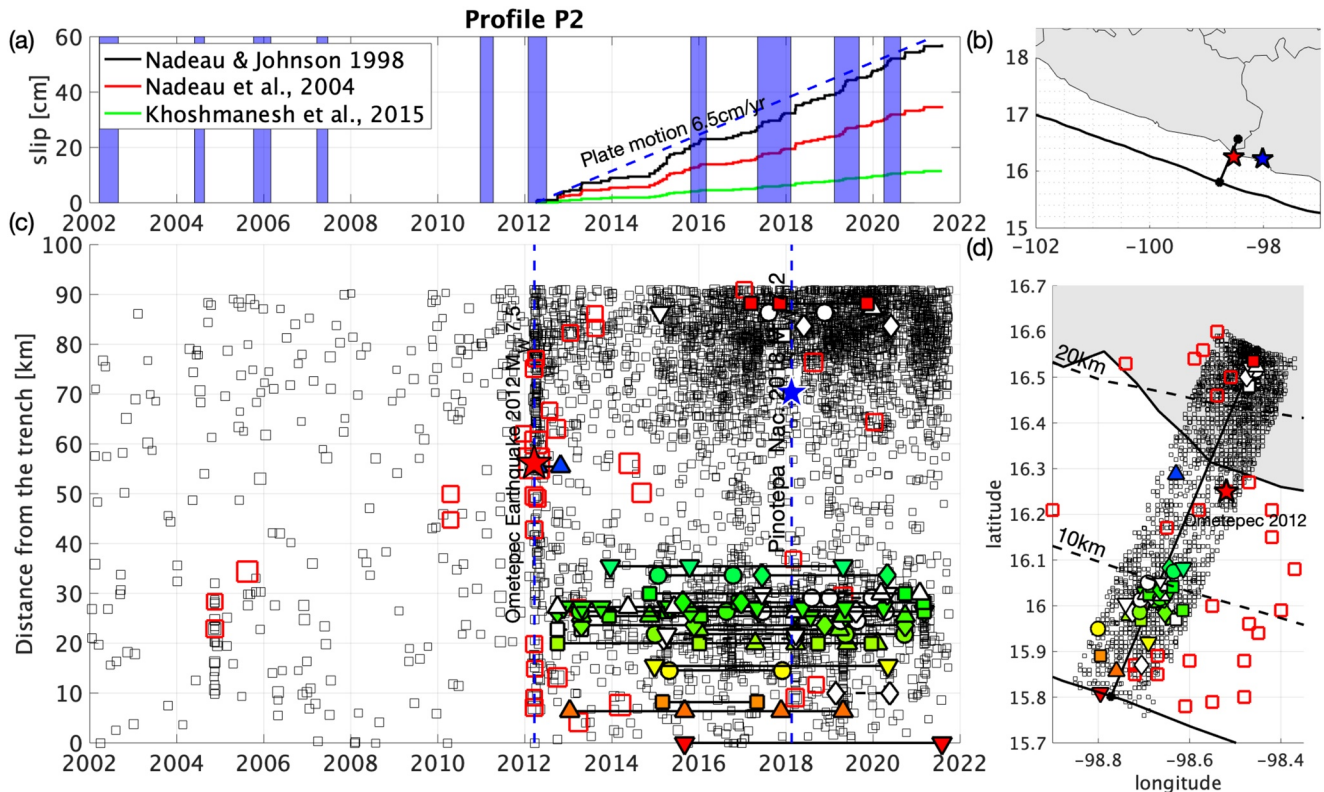 Profile P2
(a)
60
40
20
0
slip [cm]
Nadeau & Johnson 1998
Nadeau et al., 2004
Khoshmanesh et al., 2015
Plate motion 6.5cm/yr
2002 2004 2006 2008 2010 2012 2014 2016 2018 2020 2022
(b)
18
17
16
15
−102 −100 −98
(c)
100
90
80
70
60
50
40
30
20
10
0
Distance from the trench [km]
Ometepec Earthquake 2012 Mw 7.5
Pinotepa Nac. 2018
2002 2004 2006 2008 2010 2012 2014 2016 2018 2020 2022
(d)
16.7
16.6
16.5
16.4
16.3
16.2
16.1
16
15.9
15.8
15.7
latitude
20km
10km
Ometepec 2012
−98.8 −98.6 −98.4
longitude